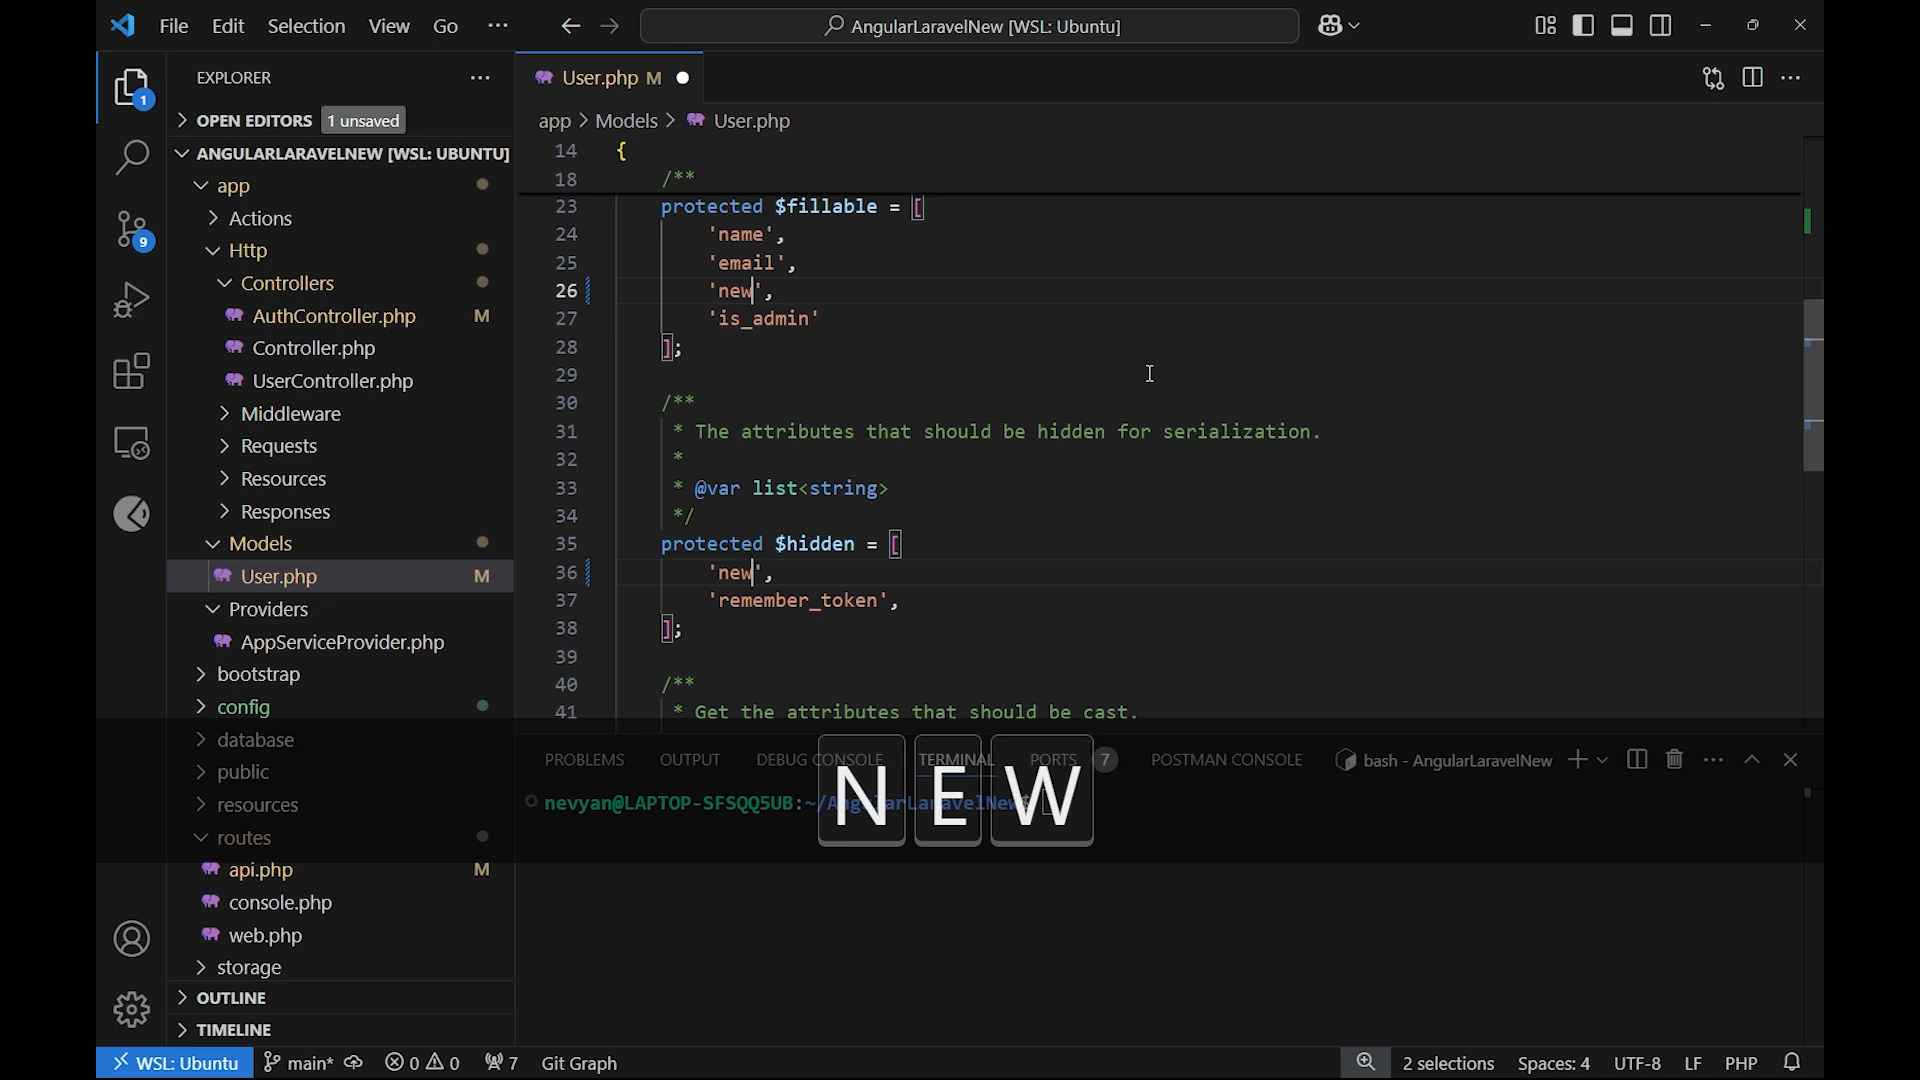 File Edit Selection View Go ··· AngularLaravelNew [WSL: Ubuntu]
EXPLORER
OPEN EDITORS 1 unsaved
ANGULARLARAVELNEW [WSL: UBUNTU]
app
Actions
Http
Controllers
AuthController.php M
Controller.php
UserController.php
Middleware
Requests
Resources
Responses
Models
User.php M
Providers
AppServiceProvider.php
bootstrap
config
database
public
resources
routes
api.php M
console.php
web.php
storage
OUTLINE
TIMELINE
1
9
User.php M
app > Models > User.php
14 {
18 /**
23 protected $fillable = [
24 'name',
25 'email',
26 'new',
27 'is_admin'
28 ];
29
30 /**
31 * The attributes that should be hidden for serialization.
32 *
33 * @var list<string>
34 */
35 protected $hidden = [
36 'new',
37 'remember_token',
38 ];
39
40 /**
41 * Get the attributes that should be cast.
PROBLEMS OUTPUT DEBUG CONSOLE TERMINAL PORTS 7 POSTMAN CONSOLE bash - AngularLaravelNew
nevyan@LAPTOP-SFSQQ5UB:~/AngularLaravelNew$
N E W
WSL: Ubuntu main* 0 0 7 Git Graph 2 selections Spaces: 4 UTF-8 LF PHP